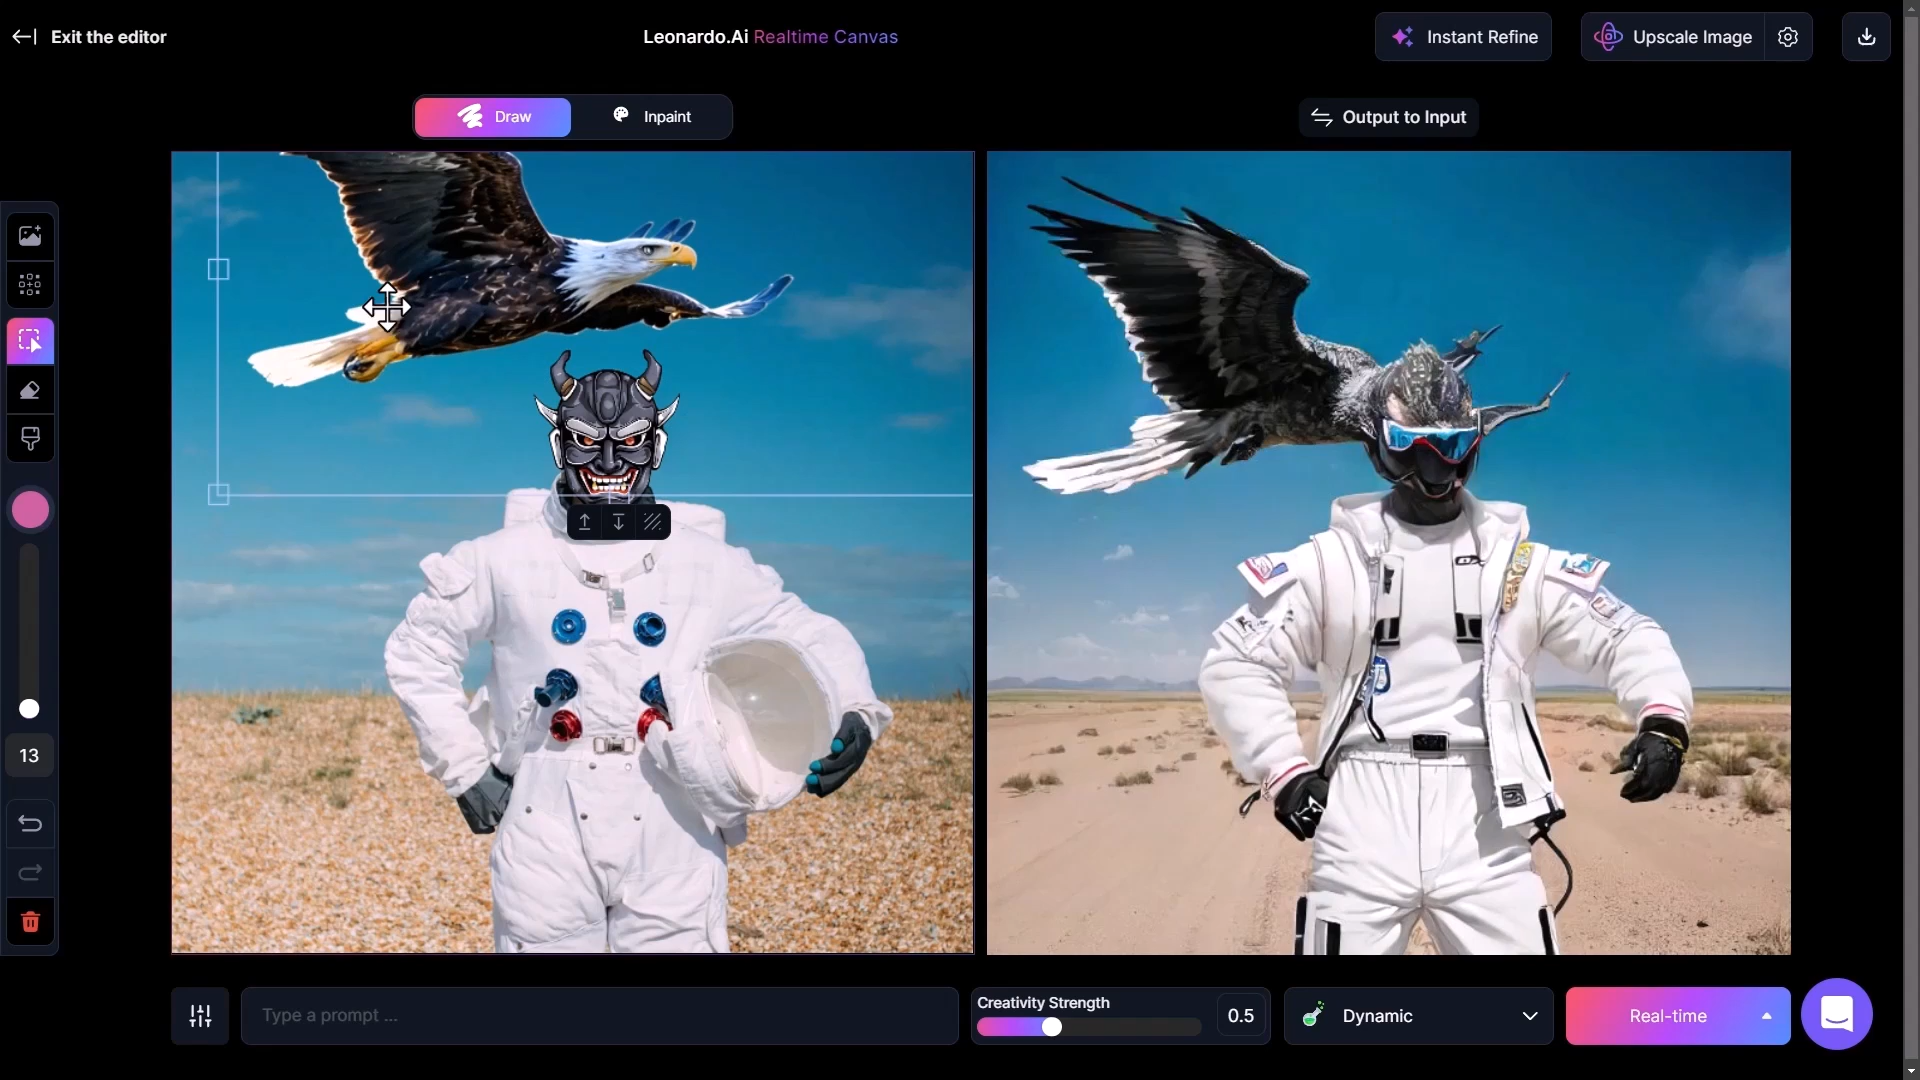 Exit the editor
Leonardo.Ai Realtime Canvas
Instant Refine
Upscale Image
Draw
Inpaint
Output to Input
13
Type a prompt ...
Creativity Strength
0.5
Dynamic
Real-time